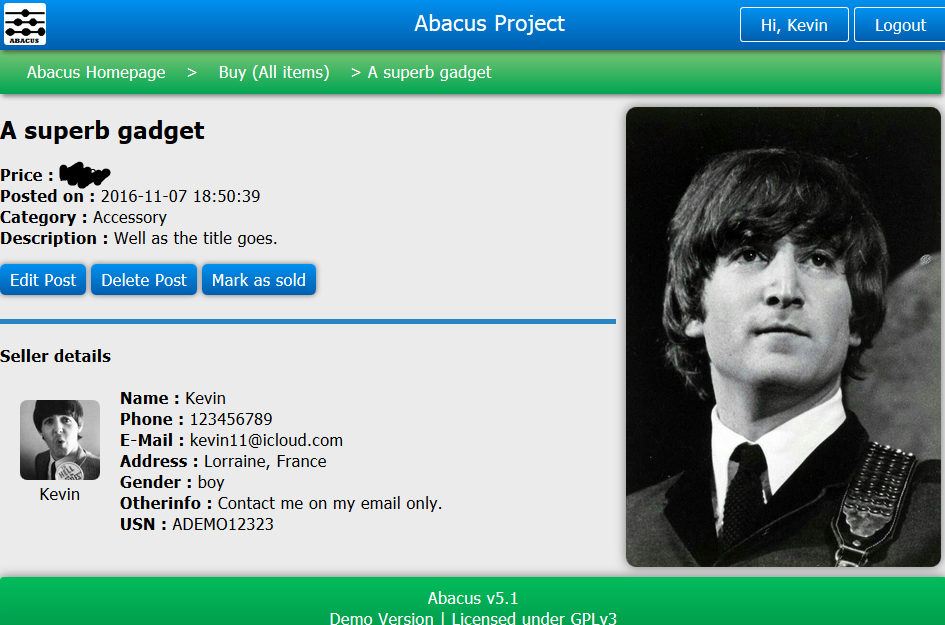 ABACUS
Abacus Project
Hi, Kevin
Logout
Abacus Homepage > Buy (All items) > A superb gadget
A superb gadget
Price :
Posted on : 2016-11-07 18:50:39
Category : Accessory
Description : Well as the title goes.
Edit Post
Delete Post
Mark as sold
Seller details
Kevin
Name : Kevin
Phone : 123456789
E-Mail : kevin11@icloud.com
Address : Lorraine, France
Gender : boy
Otherinfo : Contact me on my email only.
USN : ADEMO12323
Abacus v5.1
Demo Version | Licensed under GPLv3